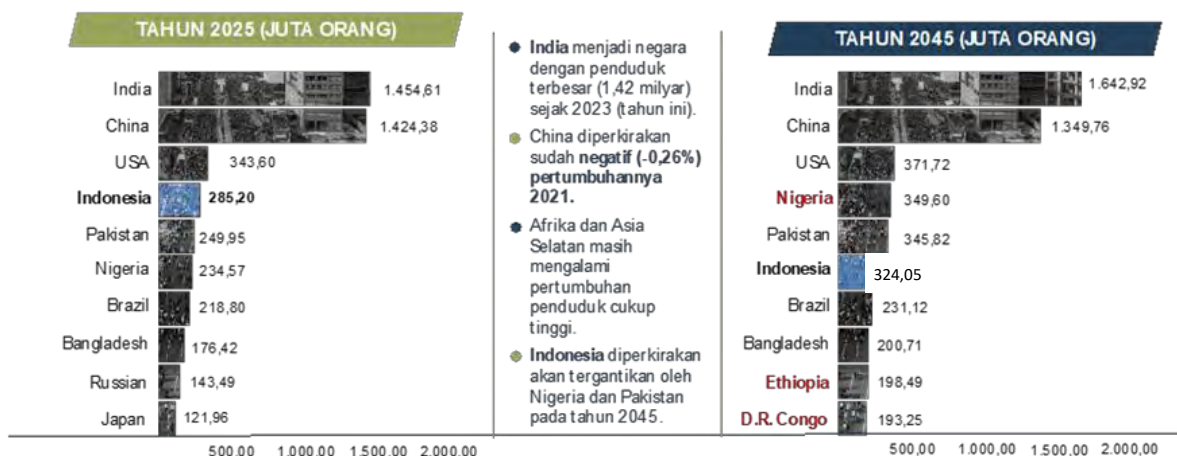 TAHUN 2025 (JUTA ORANG)
India 1.454,61
China 1.424,38
USA 343,60
Indonesia 285,20
Pakistan 249,95
Nigeria 234,57
Brazil 218,80
Bangladesh 176,42
Russian 143,49
Japan 121,96
500,00 1.000,00 1.500,00 2.000,00
India menjadi negara
dengan penduduk
terbesar (1,42 milyar)
sejak 2023 (tahun ini).
China diperkirakan
sudah negatif (-0,26%)
pertumbuhannya
2021.
Afrika dan Asia
Selatan masih
mengalami
pertumbuhan
penduduk cukup
tinggi.
Indonesia diperkirakan
akan tergantikan oleh
Nigeria dan Pakistan
pada tahun 2045.
TAHUN 2045 (JUTA ORANG)
India 1.642,92
China 1.349,76
USA 371,72
Nigeria 349,60
Pakistan 345,82
Indonesia 324,05
Brazil 231,12
Bangladesh 200,71
Ethiopia 198,49
D.R. Congo 193,25
500,00 1.000,00 1.500,00 2.000,00